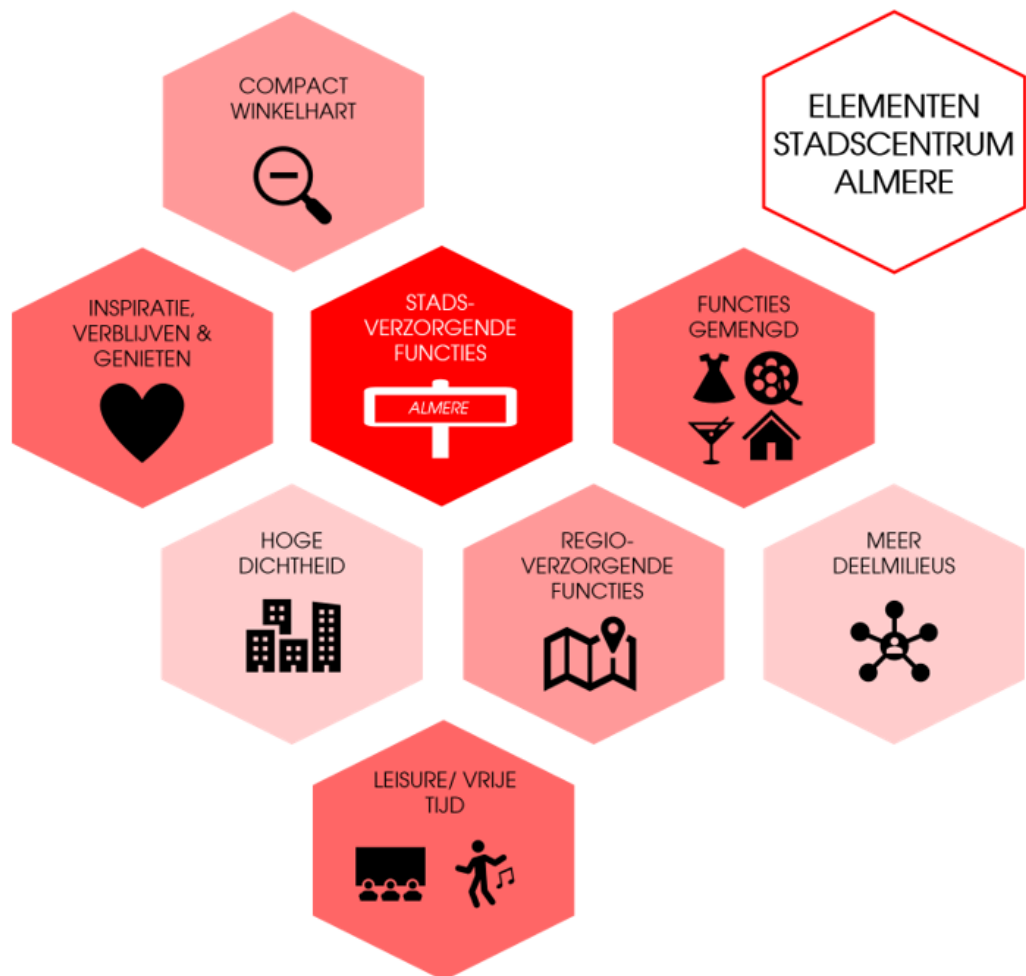 COMPACT
WINKELHART
ELEMENTEN
STADSCENTRUM
ALMERE
INSPIRATIE,
VERBLIJVEN &
GENIETEN
STADS-
VERZORGENDE
FUNCTIES
ALMERE
FUNCTIES
GEMENGD
HOGE
DICHTHEID
REGIO-
VERZORGENDE
FUNCTIES
MEER
DEELMILIEUS
LEISURE/ VRIJE
TIJD